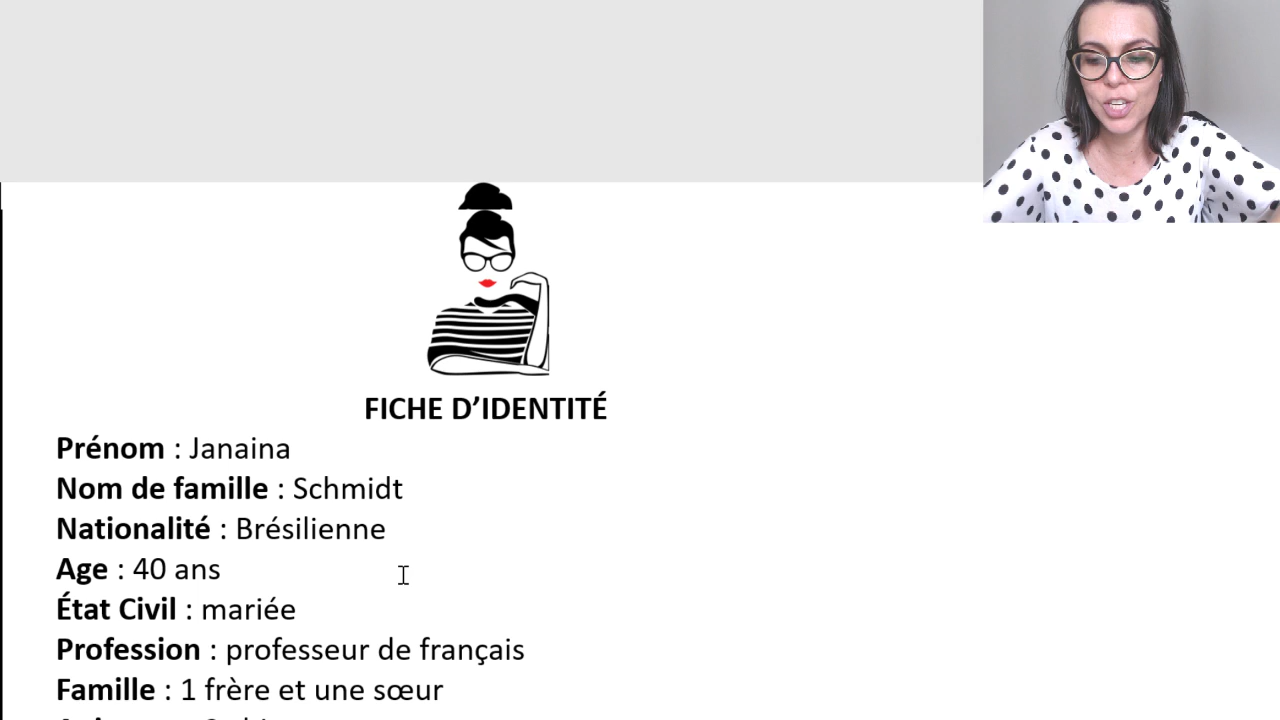 FICHE D’IDENTITÉ
Prénom : Janaina
Nom de famille : Schmidt
Nationalité : Brésilienne
Age : 40 ans
État Civil : mariée
Profession : professeur de français
Famille : 1 frère et une sœur